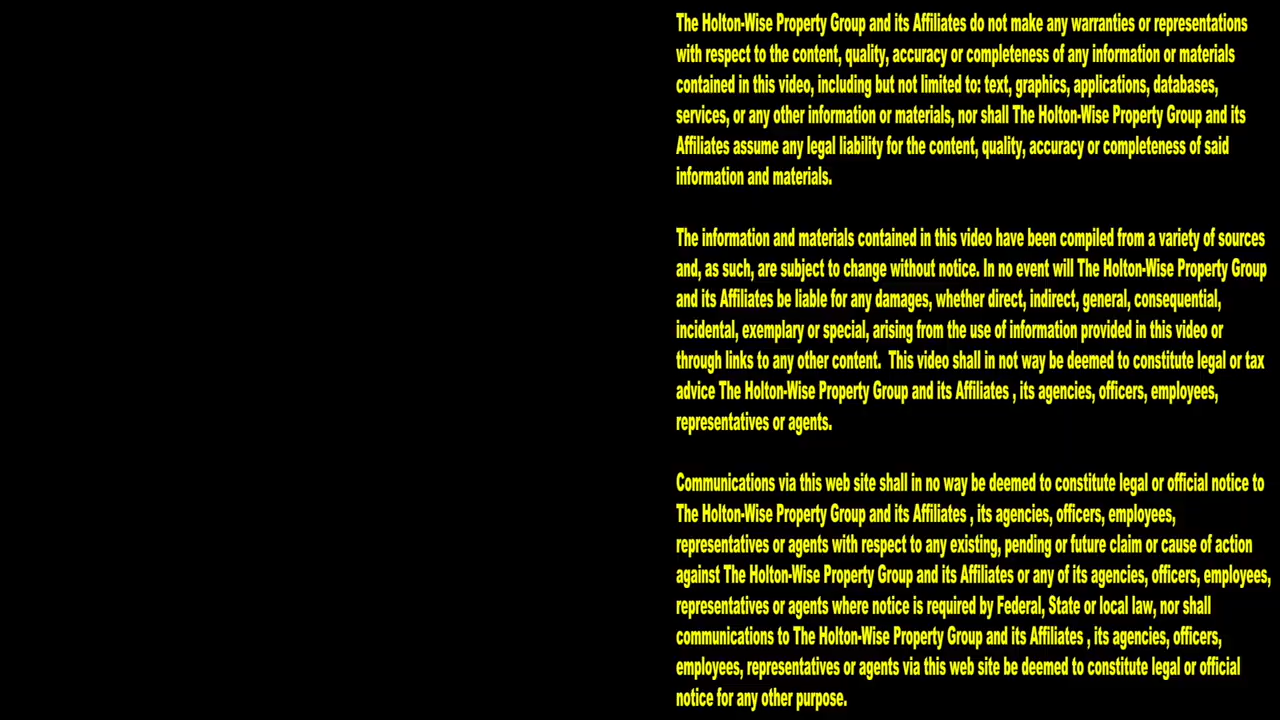 The Holton-Wise Property Group and its Affiliates do not make any warranties or representations
with respect to the content, quality, accuracy or completeness of any information or materials
contained in this video, including but not limited to: text, graphics, applications, databases,
services, or any other information or materials, nor shall The Holton-Wise Property Group and its
Affiliates assume any legal liability for the content, quality, accuracy or completeness of said
information and materials.
The information and materials contained in this video have been compiled from a variety of sources
and, as such, are subject to change without notice. In no event will The Holton-Wise Property Group
and its Affiliates be liable for any damages, whether direct, indirect, general, consequential,
incidental, exemplary or special, arising from the use of information provided in this video or
through links to any other content.  This video shall in not way be deemed to constitute legal or tax
advice The Holton-Wise Property Group and its Affiliates , its agencies, officers, employees,
representatives or agents.
Communications via this web site shall in no way be deemed to constitute legal or official notice to
The Holton-Wise Property Group and its Affiliates , its agencies, officers, employees,
representatives or agents with respect to any existing, pending or future claim or cause of action
against The Holton-Wise Property Group and its Affiliates or any of its agencies, officers, employees,
representatives or agents where notice is required by Federal, State or local law, nor shall
communications to The Holton-Wise Property Group and its Affiliates , its agencies, officers,
employees, representatives or agents via this web site be deemed to constitute legal or official
notice for any other purpose.